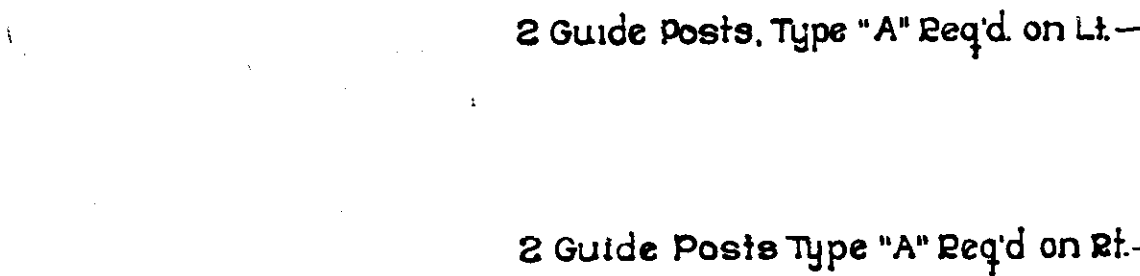 2 Guide Posts, Type "A" Req'd. on Lt.—
2 Guide Posts Type "A" Req'd on Rt.-